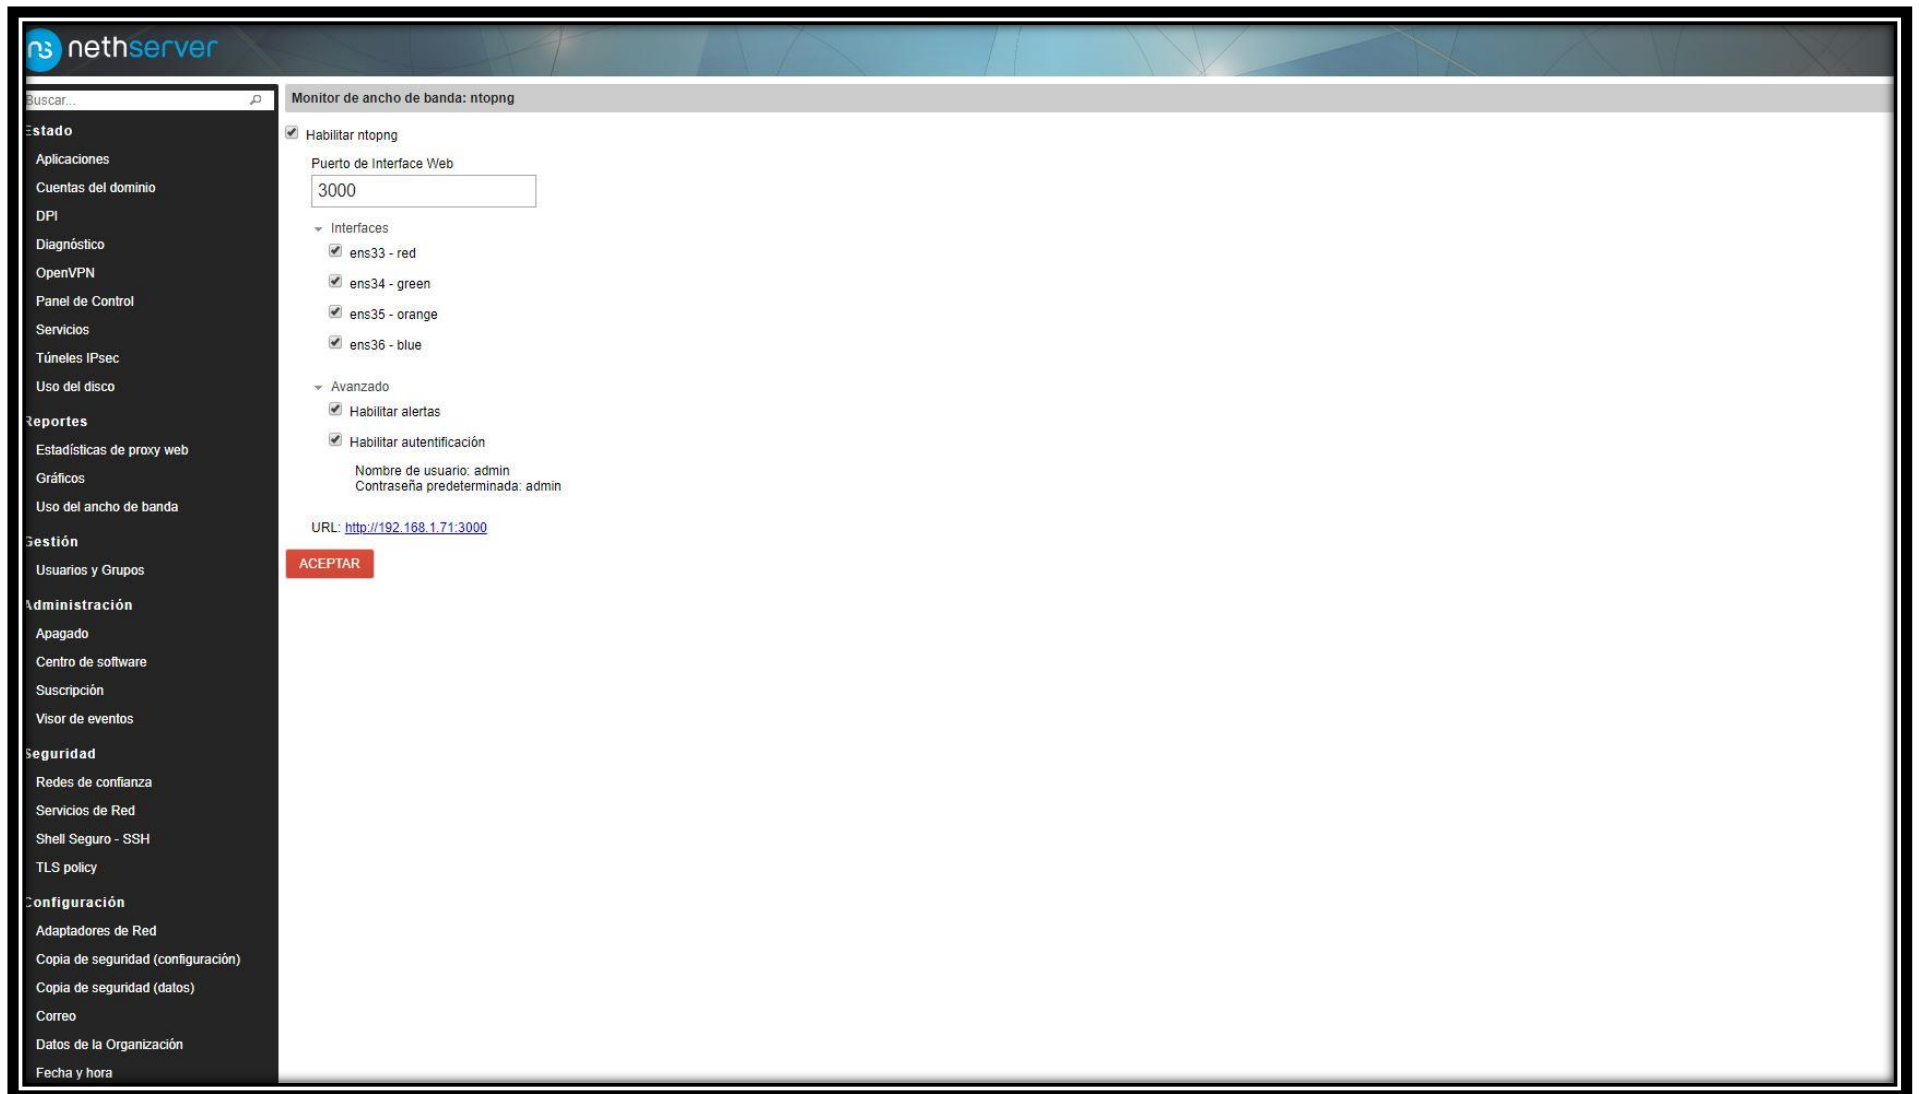 nethserver
Buscar...
Estado
Aplicaciones
Cuentas del dominio
DPI
Diagnóstico
OpenVPN
Panel de Control
Servicios
Túneles IPsec
Uso del disco
Reportes
Estadísticas de proxy web
Gráficos
Uso del ancho de banda
Gestión
Usuarios y Grupos
Administración
Apagado
Centro de software
Suscripción
Visor de eventos
Seguridad
Redes de confianza
Servicios de Red
Shell Seguro - SSH
TLS policy
Configuración
Adaptadores de Red
Copia de seguridad (configuración)
Copia de seguridad (datos)
Correo
Datos de la Organización
Fecha y hora
Monitor de ancho de banda: ntopng
Habilitar ntopng
Puerto de Interface Web
3000
Interfaces
ens33 - red
ens34 - green
ens35 - orange
ens36 - blue
Avanzado
Habilitar alertas
Habilitar autentificación
Nombre de usuario: admin
Contraseña predeterminada: admin
URL: http://192.168.1.71:3000
ACEPTAR